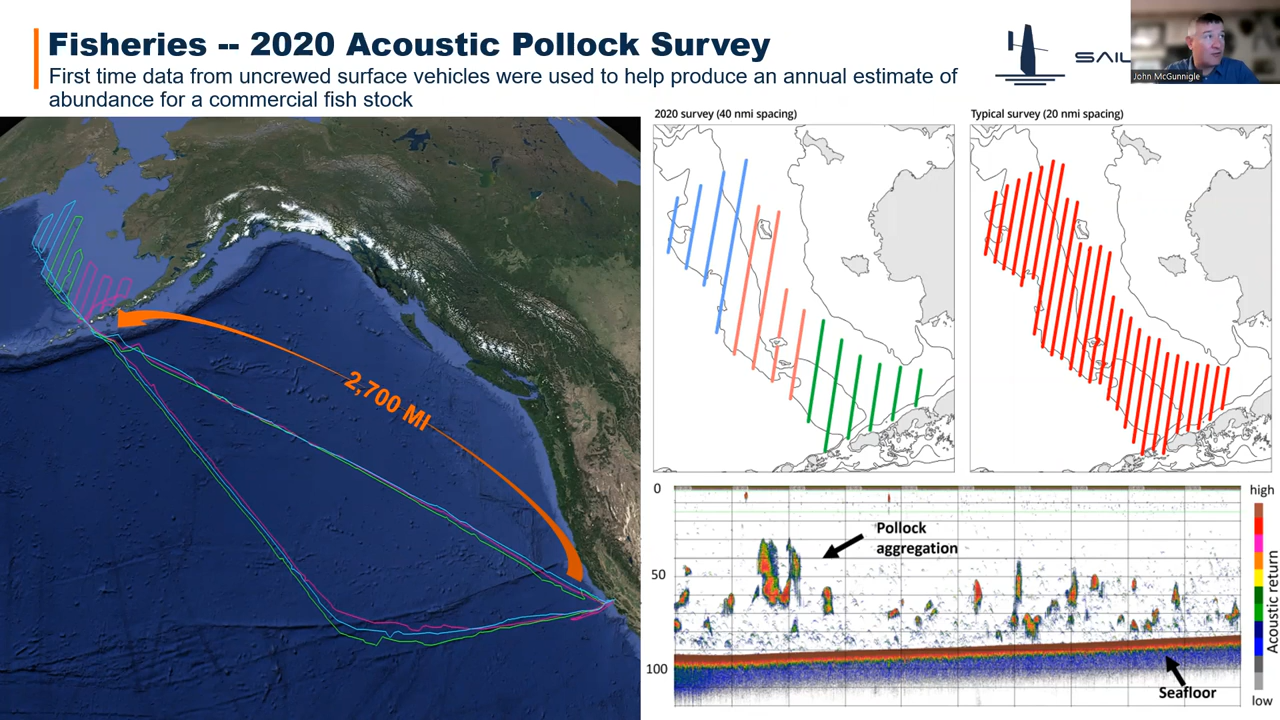 Fisheries -- 2020 Acoustic Pollock Survey
First time data from uncrewed surface vehicles were used to help produce an annual estimate of
abundance for a commercial fish stock
SAIL
John McGunnigle
2,700 MI
2020 survey (40 nmi spacing)
Typical survey (20 nmi spacing)
0
50
100
Pollock
aggregation
Seafloor
high
Acoustic return
low